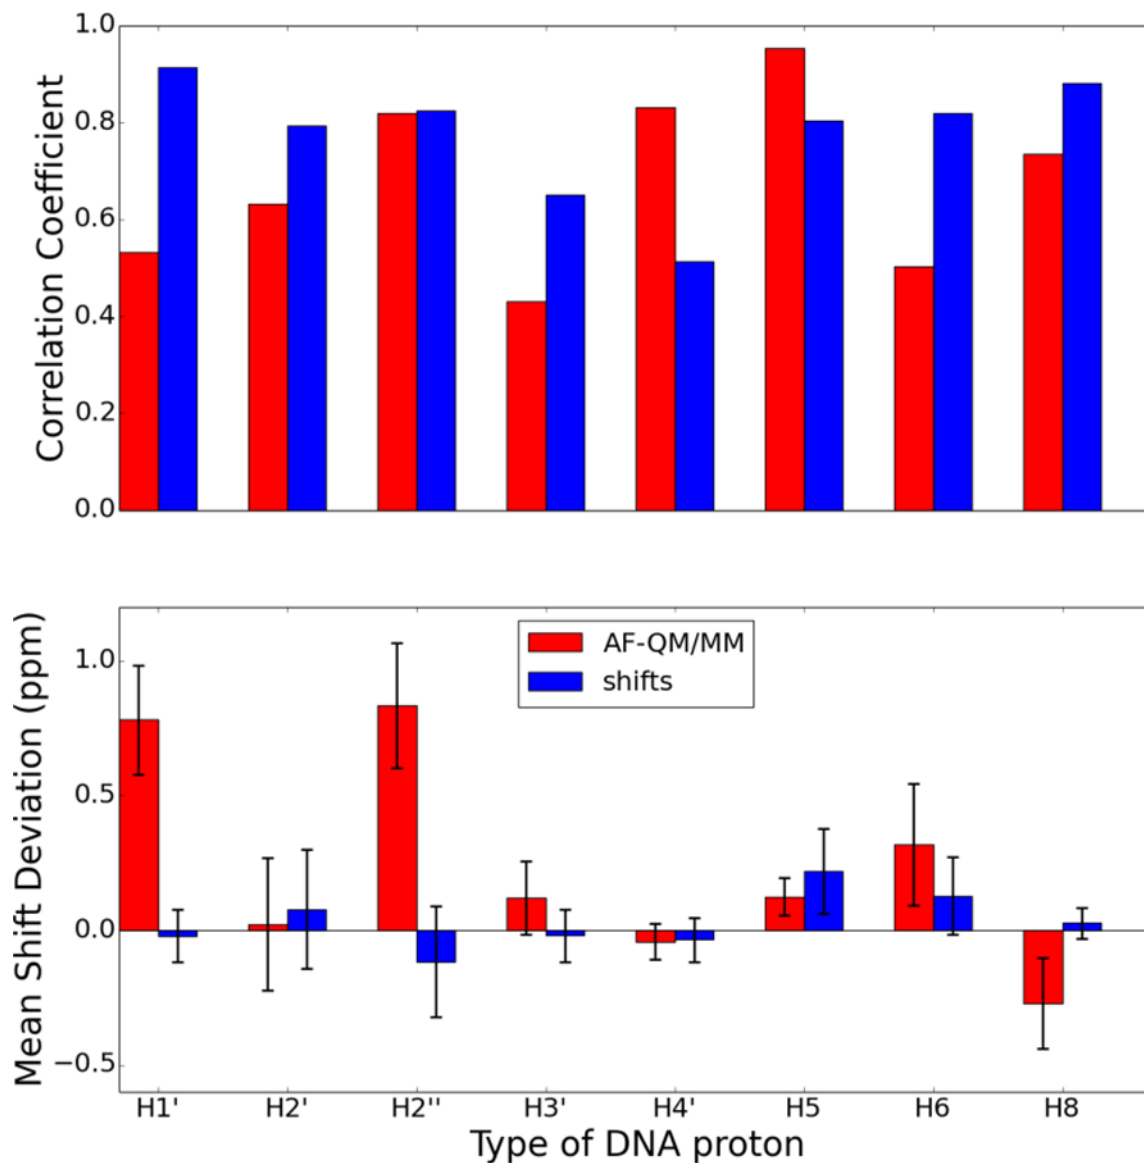 Correlation Coefficient
1.0
0.8
0.6
0.4
0.2
0.0
Mean Shift Deviation (ppm)
1.0
0.5
0.0
−0.5
AF-QM/MM
shifts
H1' H2' H2'' H3' H4' H5 H6 H8
Type of DNA proton